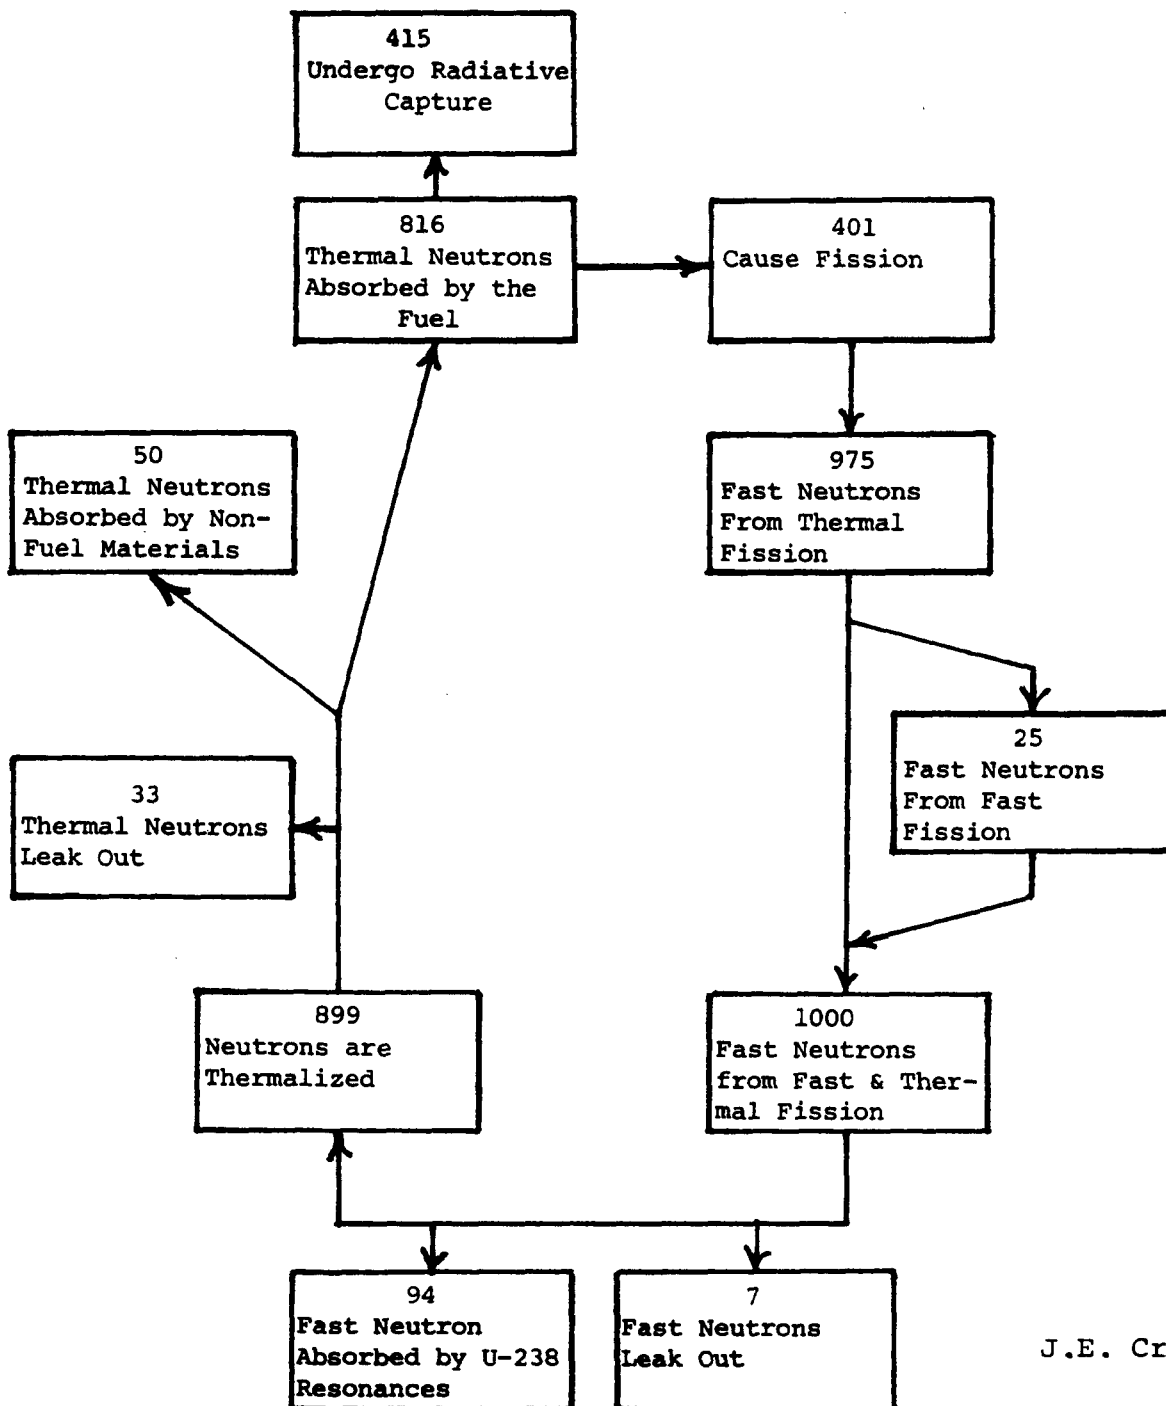 415
Undergo Radiative
Capture
816
Thermal Neutrons
Absorbed by the
Fuel
401
Cause Fission
50
Thermal Neutrons
Absorbed by Non-
Fuel Materials
975
Fast Neutrons
From Thermal
Fission
25
Fast Neutrons
From Fast
Fission
33
Thermal Neutrons
Leak Out
899
Neutrons are
Thermalized
1000
Fast Neutrons
from Fast & Ther-
mal Fission
94
Fast Neutron
Absorbed by U-238
Resonances
7
Fast Neutrons
Leak Out
J.E. Cr